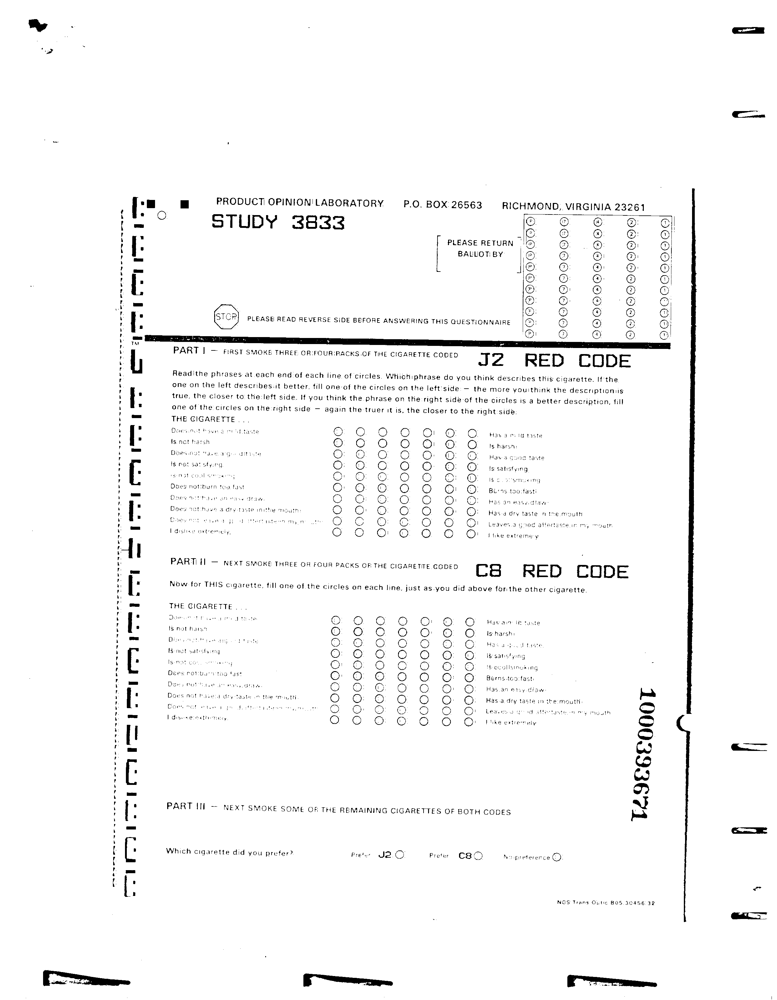 PRODUCT OPINION LABORATORY P.O. BOX 26563 RICHMOND, VIRGINIA 23261
STUDY 3833
PLEASE RETURN
BALLOT BY
STOP PLEASE READ REVERSE SIDE BEFORE ANSWERING THIS QUESTIONNAIRE
PART I — FIRST SMOKE THREE OR FOUR PACKS OF THE CIGARETTE CODED J2 RED CODE
Read the phrases at each end of each line of circles. Which phrase do you think describes this cigarette. If the
one on the left describes it better, fill one of the circles on the left side — the more you think the description is
true, the closer to the left side. If you think the phrase on the right side of the circles is a better description, fill
one of the circles on the right side — again the truer it is, the closer to the right side.
THE CIGARETTE . . .
Does not have a mild taste Has a mild taste
Is not harsh Is harsh
Does not have a good taste Has a good taste
Is not satisfying Is satisfying
Is not cool smoking Is cool smoking
Does not burn too fast Burns too fast
Does not have an easy draw Has an easy draw
Does not have a dry taste in the mouth Has a dry taste in the mouth
Does not leave a good aftertaste in my mouth Leaves a good aftertaste in my mouth
I dislike extremely I like extremely
PART II — NEXT SMOKE THREE OR FOUR PACKS OF THE CIGARETTE CODED C8 RED CODE
Now for THIS cigarette, fill one of the circles on each line, just as you did above for the other cigarette.
THE CIGARETTE . . .
Does not have a mild taste Has a mild taste
Is not harsh Is harsh
Does not have a good taste Has a good taste
Is not satisfying Is satisfying
Is not cool smoking Is cool smoking
Does not burn too fast Burns too fast
Does not have an easy draw Has an easy draw
Does not have a dry taste in the mouth Has a dry taste in the mouth
Does not leave a good aftertaste in my mouth Leaves a good aftertaste in my mouth
I dislike extremely I like extremely
1000393671
PART III — NEXT SMOKE SOME OR THE REMAINING CIGARETTES OF BOTH CODES
Which cigarette did you prefer? Prefer J2 Prefer C8 No preference
NCS Trans-Optic B05-30456-32